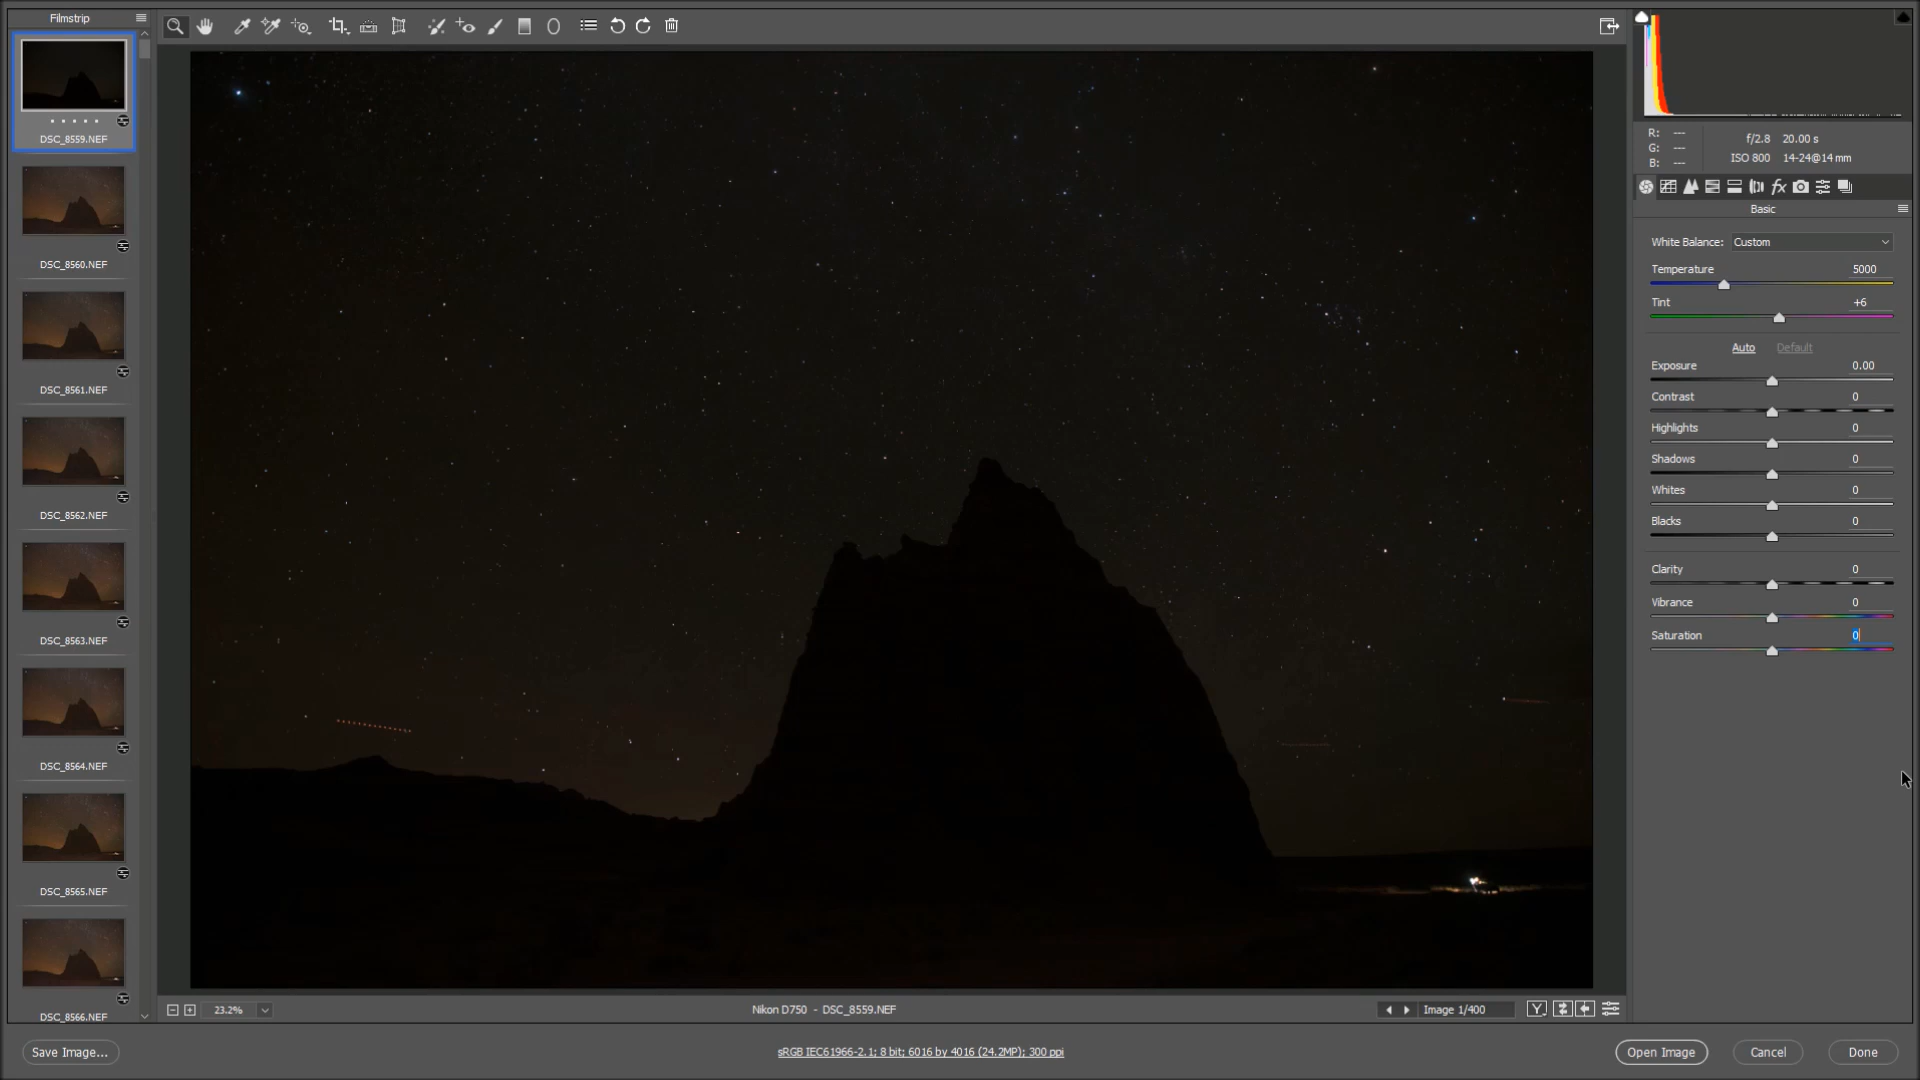 Filmstrip
DSC_8559.NEF
DSC_8560.NEF
DSC_8561.NEF
DSC_8562.NEF
DSC_8563.NEF
DSC_8564.NEF
DSC_8565.NEF
DSC_8566.NEF
R: ---
G: ---
B: ---
f/2.8 20.00 s
ISO 800 14-24@14 mm
fx
Basic
White Balance: Custom
Temperature 5000
Tint +6
Auto Default
Exposure 0.00
Contrast 0
Highlights 0
Shadows 0
Whites 0
Blacks 0
Clarity 0
Vibrance 0
Saturation 0
23.2%
Nikon D750 - DSC_8559.NEF
Image 1/400
Y
Save Image...
sRGB IEC61966-2.1; 8 bit; 6016 by 4016 (24.2MP); 300 ppi
Open Image
Cancel
Done